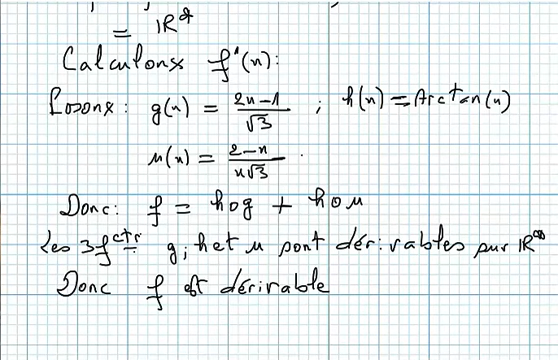 = IR*
Calculons f'(x):
Posons: g(x) = (2x-1)/√3 ; h(x) = Arctan(x)
u(x) = (2-x)/(x√3).
Donc: f = hog + hou
Les 3 f^ctr g; h et u sont dérivables sur IR*
Donc f est dérivable